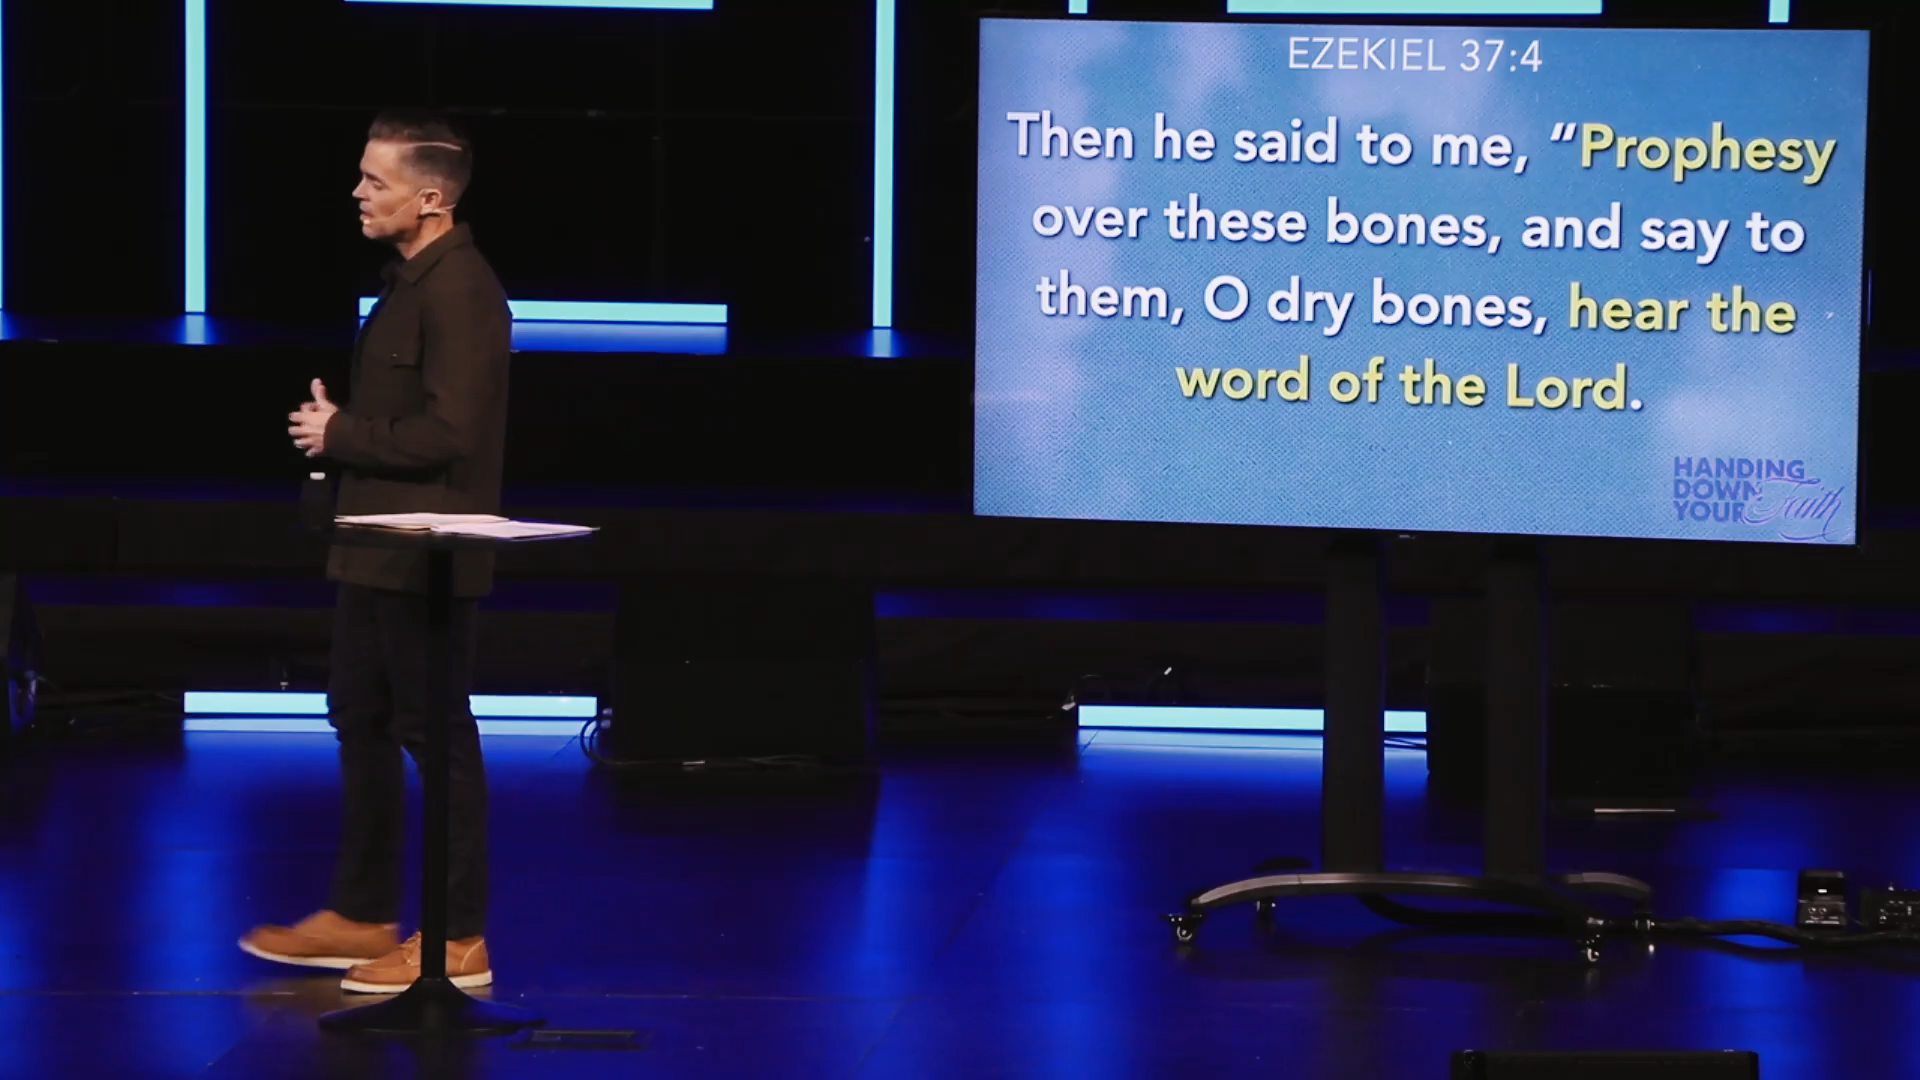 EZEKIEL 37:4
Then he said to me, “Prophesy
over these bones, and say to
them, O dry bones, hear the
word of the Lord.
HANDING
DOWN
YOUR Faith